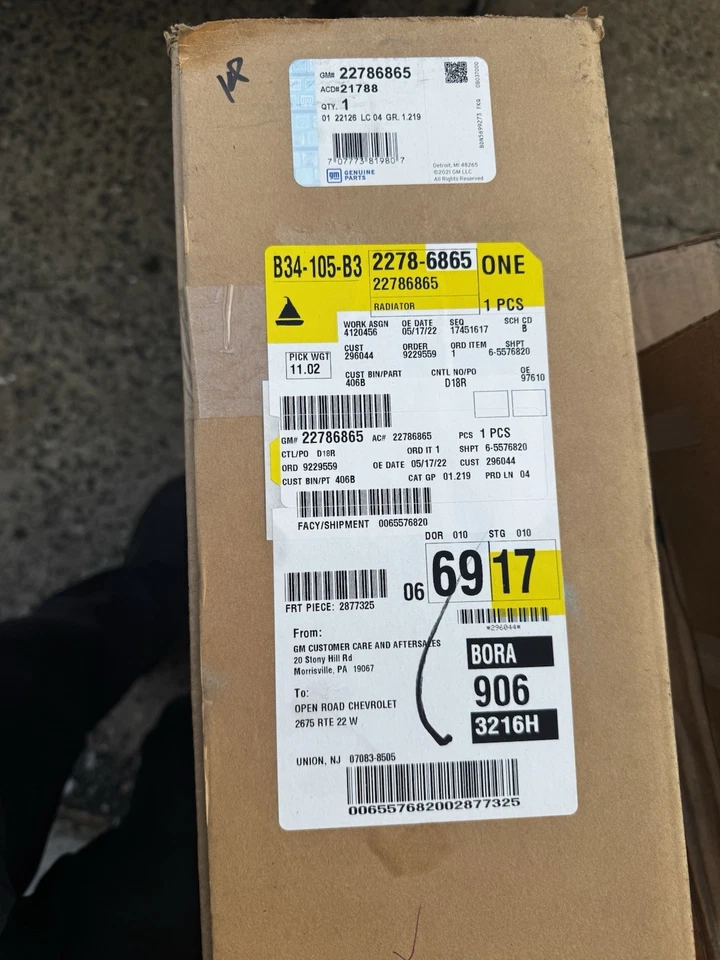 GM# 22786865
ACD# 21788
QTY. 1
01 22126 LC 04 GR. 1.219
7 07773 81980 7
gm GENUINE PARTS
Detroit, MI 48265
©2021 GM LLC
All Rights Reserved
B34-105-B3
2278-6865
22786865
RADIATOR
ONE
1 PCS
WORK ASGN OE DATE SEQ SCH CD
4120456 05/17/22 17451617 B
PICK WGT
11.02
CUST ORDER ORD ITEM SHPT
296044 9229559 1 6-5576820
CUST BIN/PART CNTL NO/PO OE
406B D18R 97610
GM# 22786865 AC# 22786865 PCS 1 PCS
CTL/PO D18R ORD IT 1 SHPT 6-5576820
ORD 9229559 OE DATE 05/17/22 CUST 296044
CUST BIN/PT 406B CAT GP 01.219 PRD LN 04
FACY/SHIPMENT 0065576820
DOR 010 STG 010
06 69 17
FRT PIECE: 2877325
*296044*
From:
GM CUSTOMER CARE AND AFTERSALES
20 Stony Hill Rd
Morrisville, PA 19067
BORA
906
3216H
To:
OPEN ROAD CHEVROLET
2675 RTE 22 W
UNION, NJ 07083-8505
006557682002877325